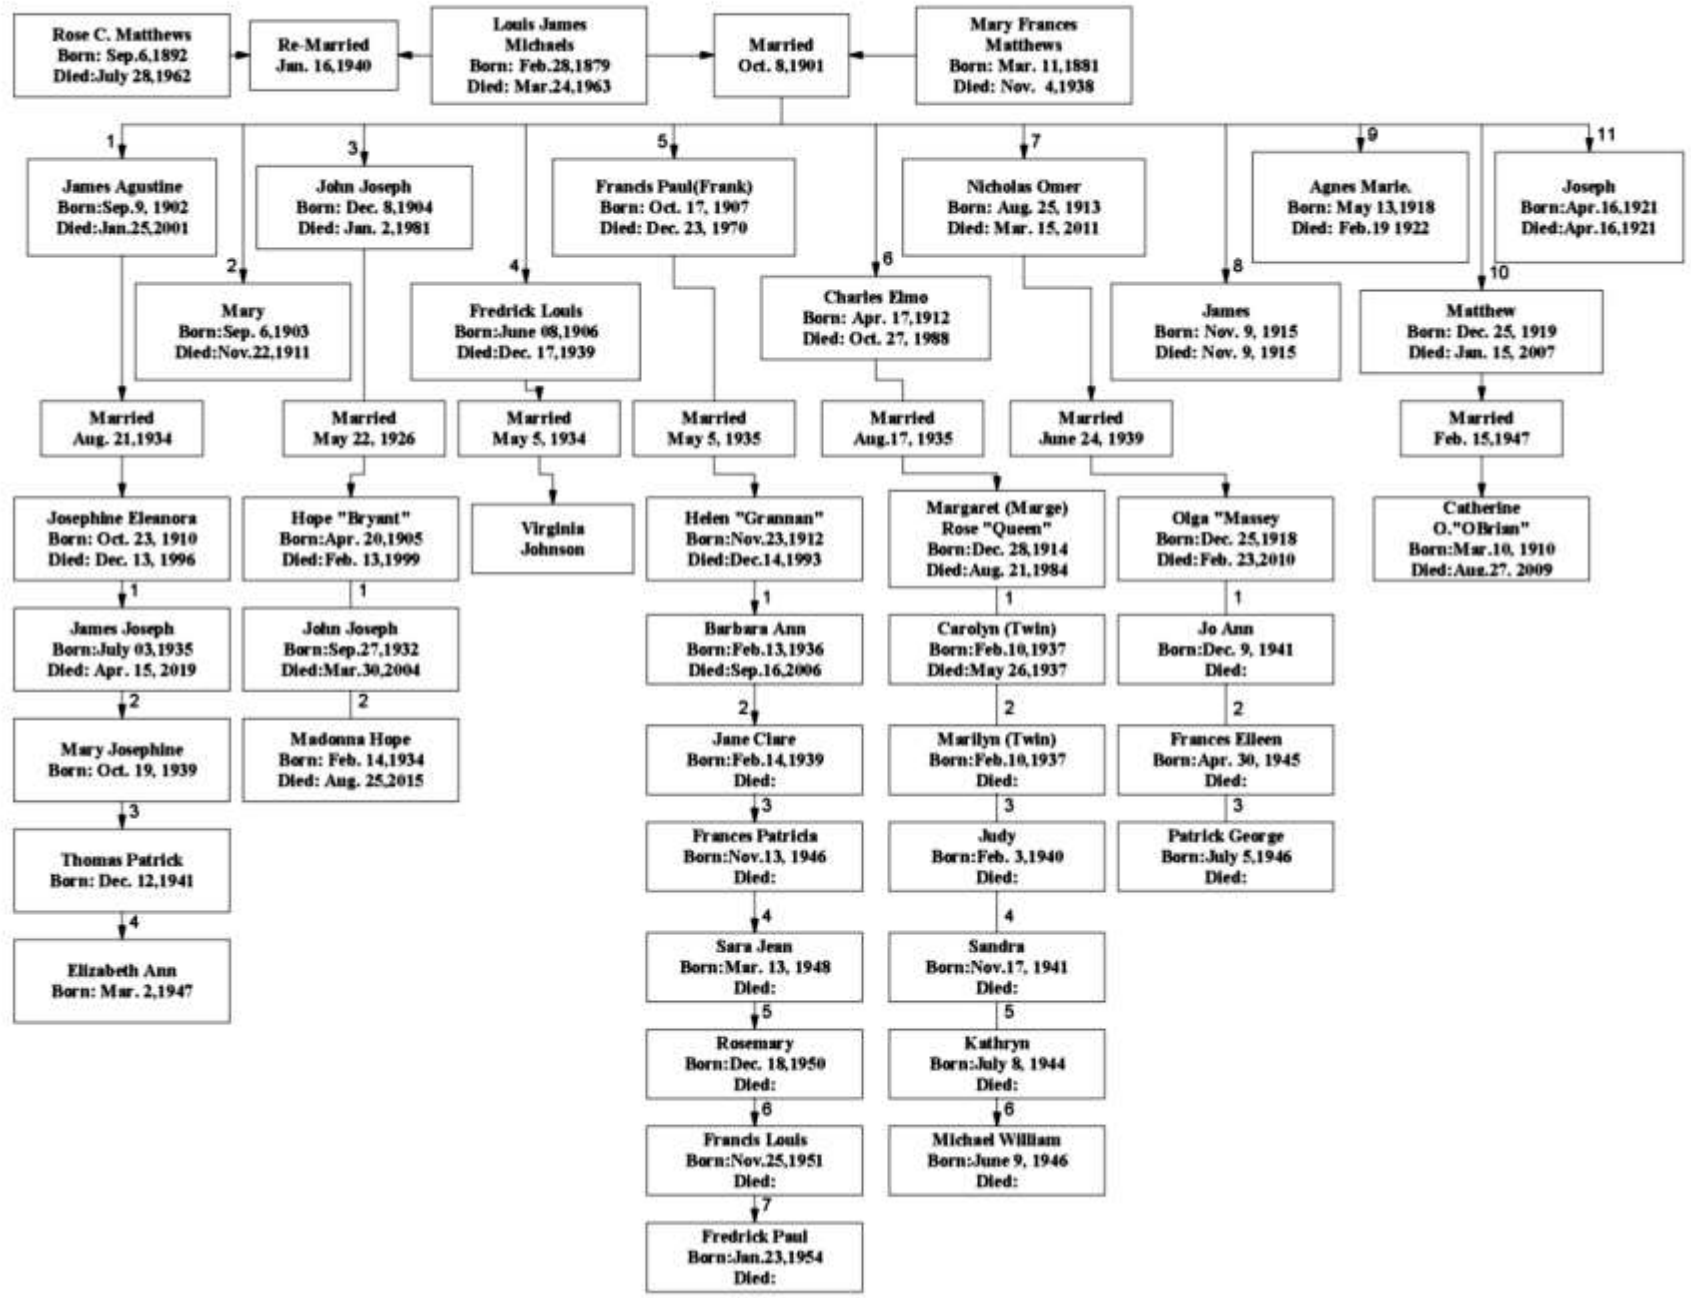 Rose C. Matthews
Born: Sep.6,1892
Died:July 28,1962
Re-Married
Jan. 16,1940
Louis James
Michaels
Born: Feb.28,1879
Died: Mar.24,1963
Married
Oct. 8,1901
Mary Frances
Matthews
Born: Mar. 11,1881
Died: Nov. 4,1938
1
James Agustine
Born:Sep.9, 1902
Died:Jan.25,2001
2
Mary
Born:Sep. 6,1903
Died:Nov.22,1911
3
John Joseph
Born: Dec. 8,1904
Died: Jan. 2,1981
4
Fredrick Louis
Born:June 08,1906
Died:Dec. 17,1939
5
Francis Paul(Frank)
Born: Oct. 17, 1907
Died: Dec. 23, 1970
6
Charles Elmo
Born: Apr. 17,1912
Died: Oct. 27, 1988
7
Nicholas Omer
Born: Aug. 25, 1913
Died: Mar. 15, 2011
8
James
Born: Nov. 9, 1915
Died: Nov. 9, 1915
9
Agnes Marie.
Born: May 13,1918
Died: Feb.19 1922
10
Matthew
Born: Dec. 25, 1919
Died: Jan. 15, 2007
11
Joseph
Born:Apr.16,1921
Died:Apr.16,1921
Married
Aug. 21,1934
Married
May 22, 1926
Married
May 5, 1934
Married
May 5, 1935
Married
Aug.17, 1935
Married
June 24, 1939
Married
Feb. 15,1947
Josephine Eleanora
Born: Oct. 23, 1910
Died: Dec. 13, 1996
1
James Joseph
Born:July 03,1935
Died: Apr. 15, 2019
2
Mary Josephine
Born: Oct. 19, 1939
3
Thomas Patrick
Born: Dec. 12,1941
4
Elizabeth Ann
Born: Mar. 2,1947
Hope "Bryant"
Born:Apr. 20,1905
Died:Feb. 13,1999
1
John Joseph
Born:Sep.27,1932
Died:Mar.30,2004
2
Madonna Hope
Born: Feb. 14,1934
Died: Aug. 25,2015
Virginia
Johnson
Helen "Grannan"
Born:Nov.23,1912
Died:Dec.14,1993
1
Barbara Ann
Born:Feb.13,1936
Died:Sep.16,2006
2
Jane Clare
Born:Feb.14,1939
Died:
3
Frances Patricia
Born:Nov.13, 1946
Died:
4
Sara Jean
Born:Mar. 13, 1948
Died:
5
Rosemary
Born:Dec. 18,1950
Died:
6
Francis Louis
Born:Nov.25,1951
Died:
7
Fredrick Paul
Born:Jan.23,1954
Died:
Margaret (Marge)
Rose "Queen"
Born:Dec. 28,1914
Died:Aug. 21,1984
1
Carolyn (Twin)
Born:Feb.10,1937
Died:May 26,1937
2
Marilyn (Twin)
Born:Feb.10,1937
Died:
3
Judy
Born:Feb. 3,1940
Died:
4
Sandra
Born:Nov.17, 1941
Died:
5
Kathryn
Born:July 8, 1944
Died:
6
Michael William
Born:June 9, 1946
Died:
Olga "Massey
Born:Dec. 25,1918
Died:Feb. 23,2010
1
Jo Ann
Born:Dec. 9, 1941
Died:
2
Frances Eileen
Born:Apr. 30, 1945
Died:
3
Patrick George
Born:July 5,1946
Died:
Catherine
O."OBrian"
Born:Mar.10, 1910
Died:Aug.27, 2009